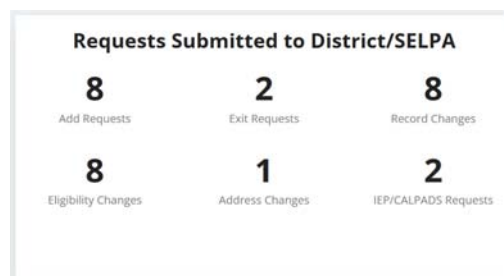 Requests Submitted to District/SELPA
8 2 8
Add Requests Exit Requests Record Changes
8 1 2
Eligibility Changes Address Changes IEP/CALPADS Requests